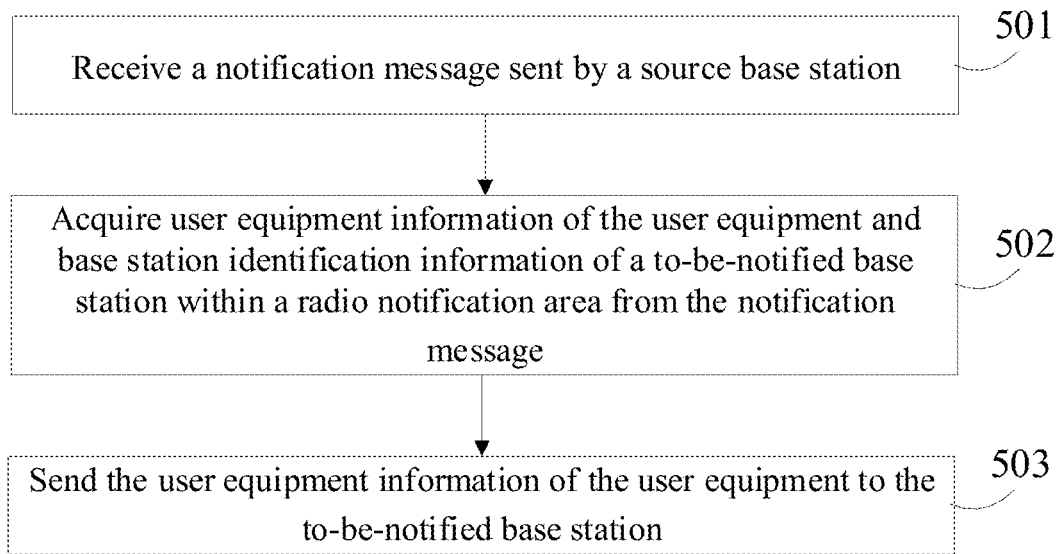 501
Receive a notification message sent by a source base station
Acquire user equipment information of the user equipment and
base station identification information of a to-be-notified base
station within a radio notification area from the notification
message
502
Send the user equipment information of the user equipment to the
to-be-notified base station
503